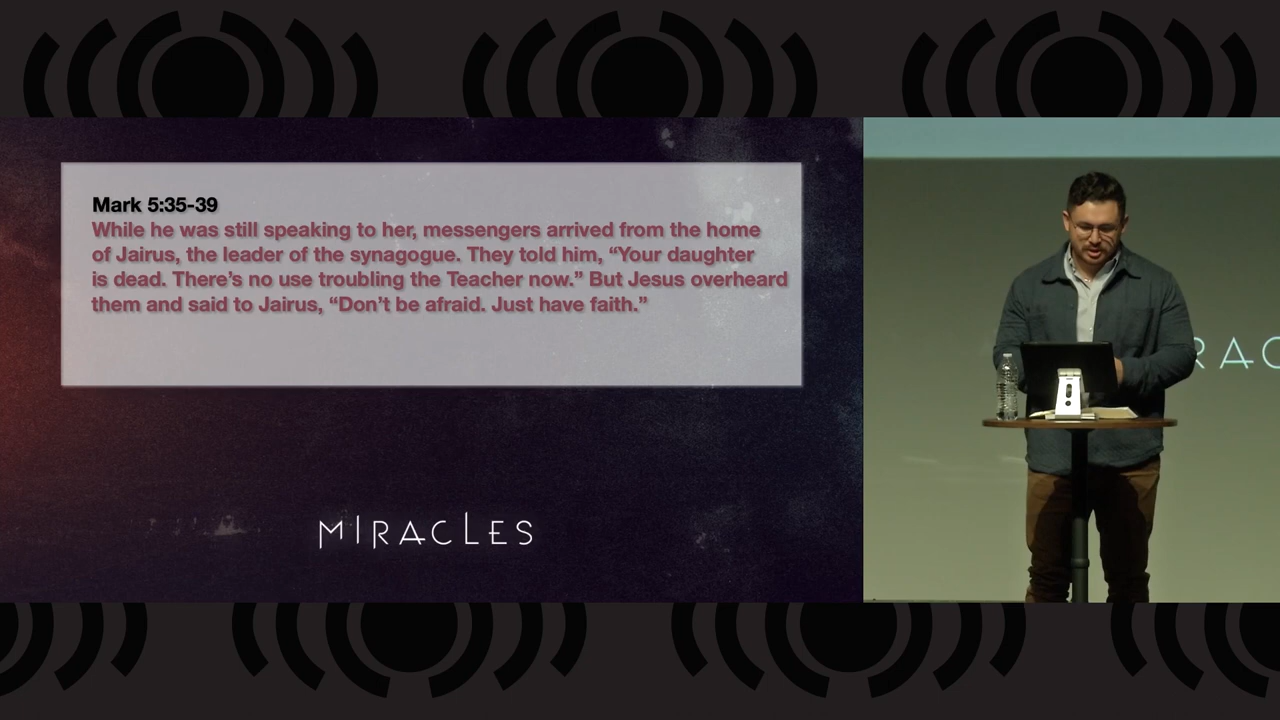 Mark 5:35-39
While he was still speaking to her, messengers arrived from the home
of Jairus, the leader of the synagogue. They told him, “Your daughter
is dead. There’s no use troubling the Teacher now.” But Jesus overheard
them and said to Jairus, “Don’t be afraid. Just have faith.”
MIRACLES
RAC